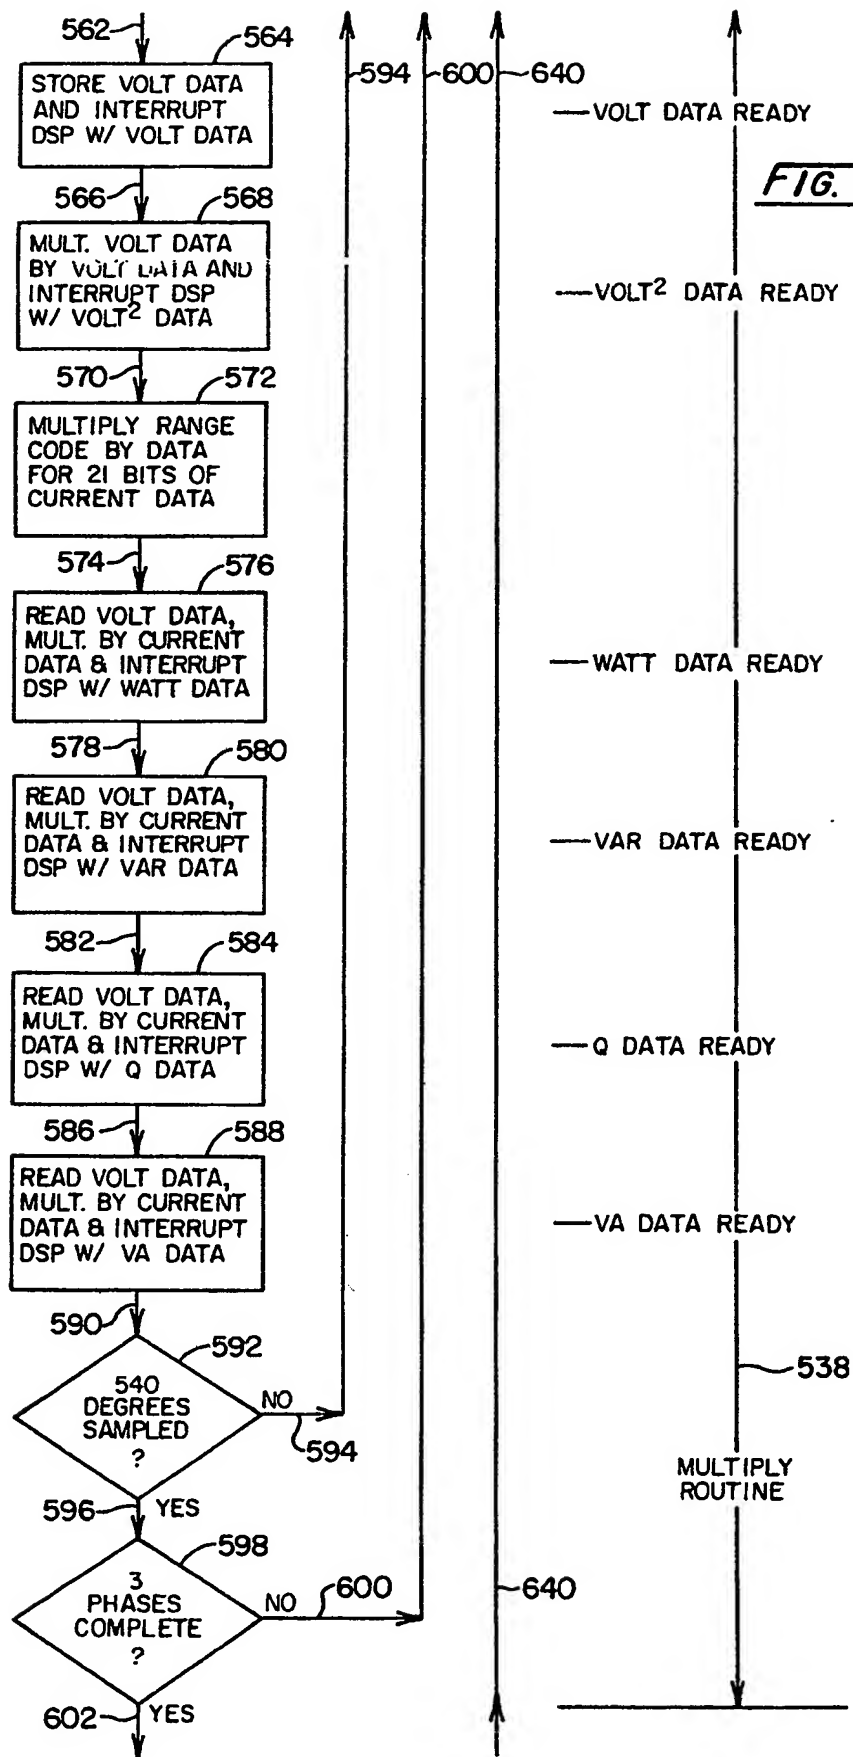 562
564
594
600
640
STORE VOLT DATA
AND INTERRUPT
DSP W/ VOLT DATA
VOLT DATA READY
FIG.
566
568
MULT. VOLT DATA
BY VOLT DATA AND
INTERRUPT DSP
W/ VOLT² DATA
VOLT² DATA READY
570
572
MULTIPLY RANGE
CODE BY DATA
FOR 21 BITS OF
CURRENT DATA
574
576
READ VOLT DATA,
MULT. BY CURRENT
DATA & INTERRUPT
DSP W/ WATT DATA
WATT DATA READY
578
580
READ VOLT DATA,
MULT. BY CURRENT
DATA & INTERRUPT
DSP W/ VAR DATA
VAR DATA READY
582
584
READ VOLT DATA,
MULT. BY CURRENT
DATA & INTERRUPT
DSP W/ Q DATA
Q DATA READY
586
588
READ VOLT DATA,
MULT. BY CURRENT
DATA & INTERRUPT
DSP W/ VA DATA
VA DATA READY
590
592
540
DEGREES
SAMPLED
?
NO
594
538
MULTIPLY
ROUTINE
596
YES
598
3
PHASES
COMPLETE
?
NO
600
640
602
YES